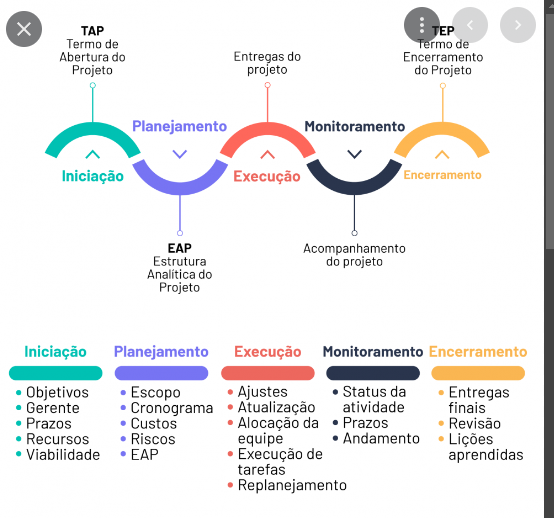 TAP
Termo de
Abertura do
Projeto
Entregas do
projeto
TEP
Termo de
Encerramento
do Projeto
Planejamento
Monitoramento
Iniciação
Execução
Encerramento
EAP
Estrutura
Analítica do
Projeto
Acompanhamento
do projeto
Iniciação
Objetivos
Gerente
Prazos
Recursos
Viabilidade
Planejamento
Escopo
Cronograma
Custos
Riscos
EAP
Execução
Ajustes
Atualização
Alocação da
equipe
Execução de
tarefas
Replanejamento
Monitoramento
Status da
atividade
Prazos
Andamento
Encerramento
Entregas
finais
Revisão
Lições
aprendidas